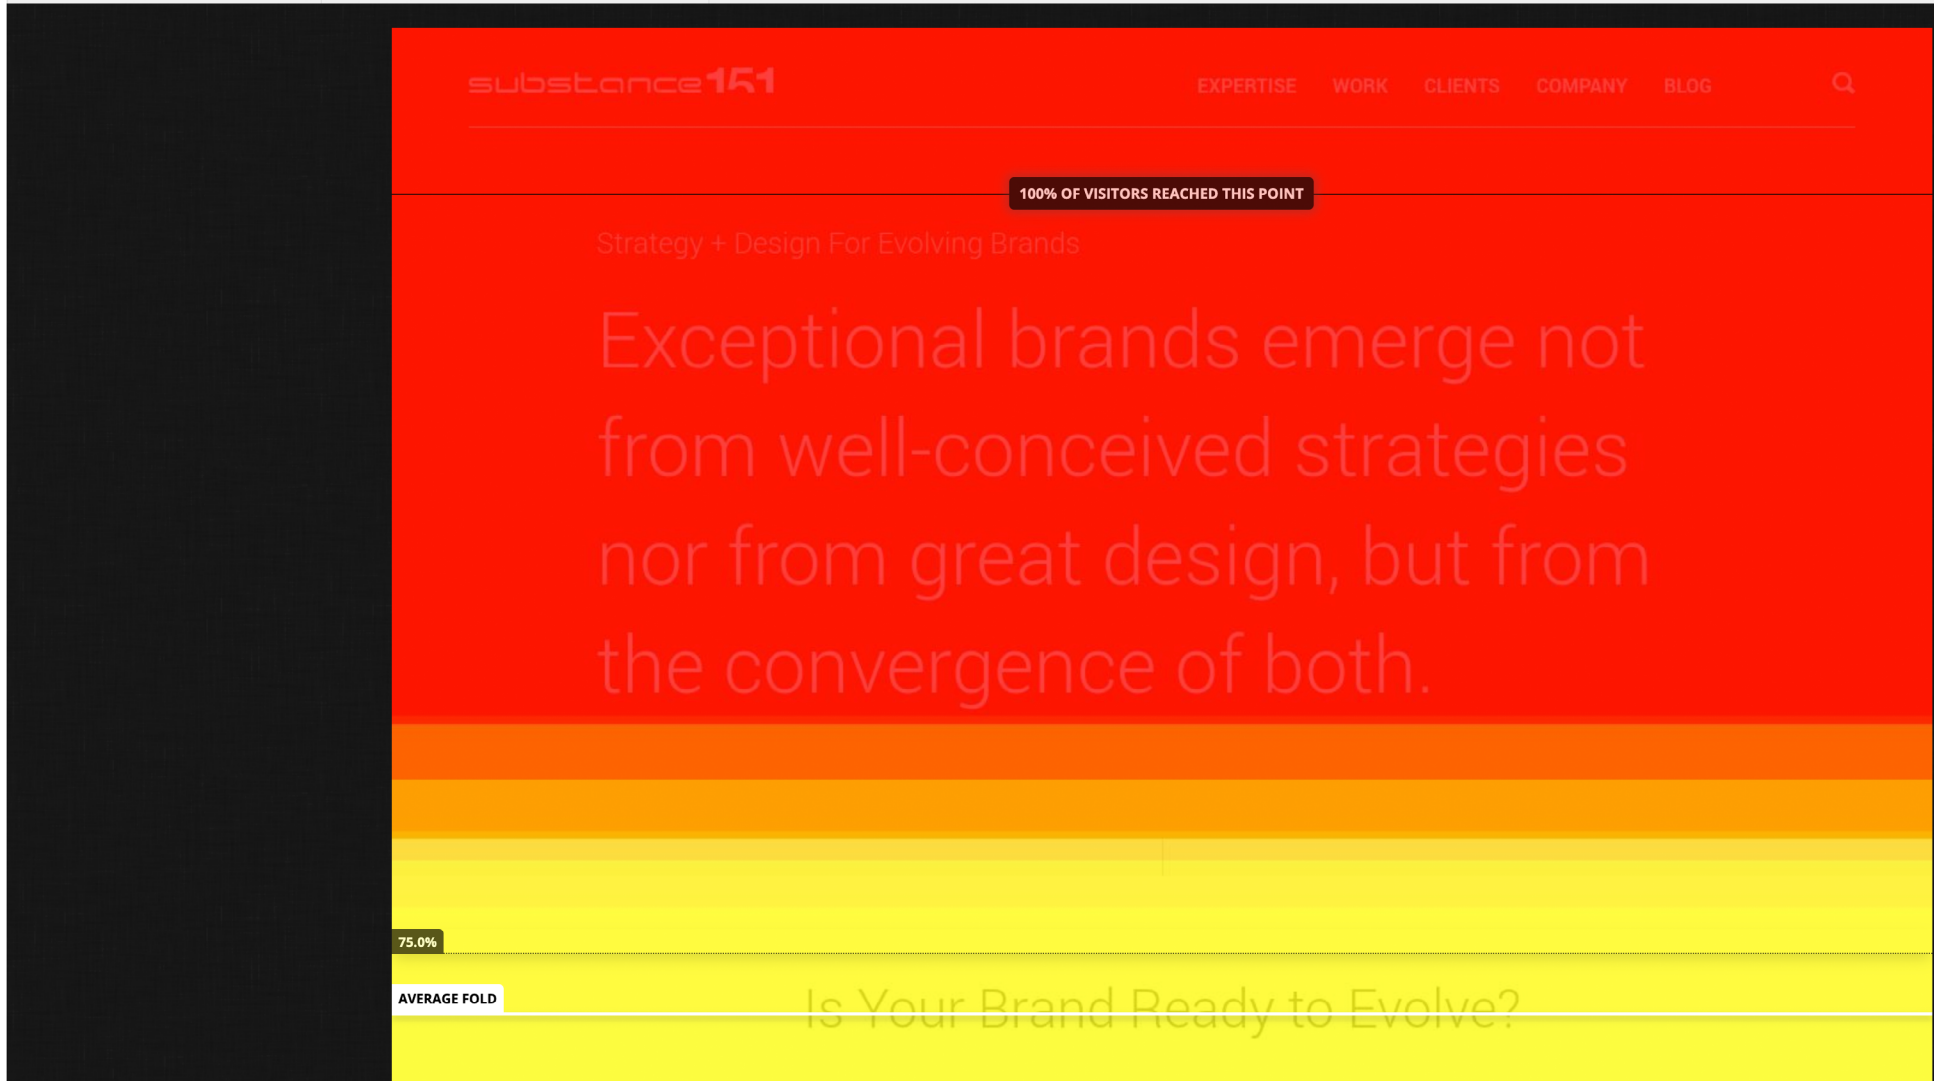 substance151
EXPERTISE WORK CLIENTS COMPANY BLOG
100% OF VISITORS REACHED THIS POINT
Strategy + Design For Evolving Brands
Exceptional brands emerge not
from well-conceived strategies
nor from great design, but from
the convergence of both.
75.0%
AVERAGE FOLD
Is Your Brand Ready to Evolve?